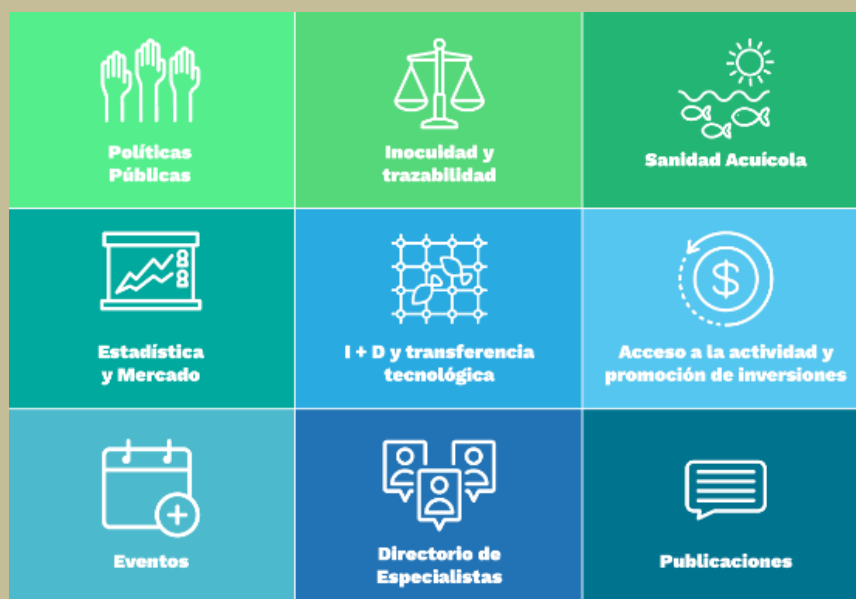 Políticas
Públicas
Inocuidad y
trazabilidad
Sanidad Acuícola
Estadística
y Mercado
I + D y transferencia
tecnológica
Acceso a la actividad y
promoción de inversiones
Eventos
Directorio de
Especialistas
Publicaciones